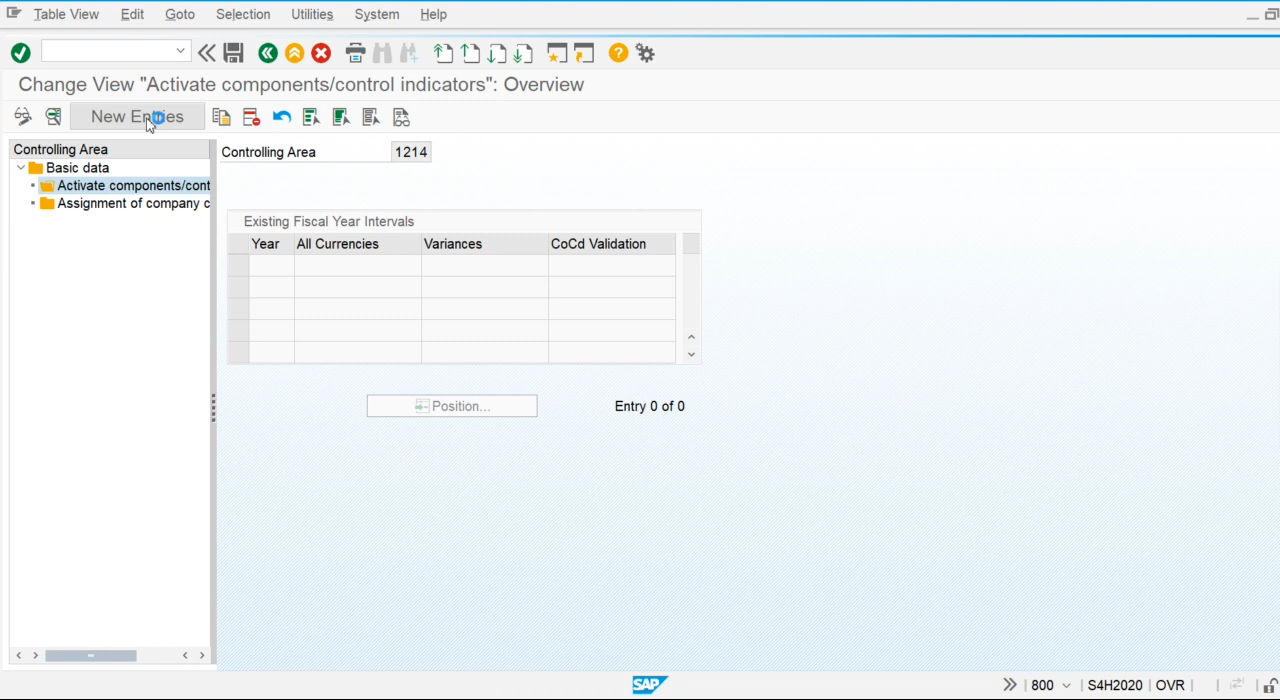 Table View Edit Goto Selection Utilities System Help
Change View "Activate components/control indicators": Overview
New Entries
Controlling Area
Basic data
Activate components/cont
Assignment of company c
Controlling Area 1214
Existing Fiscal Year Intervals
Year All Currencies Variances CoCd Validation
Position... Entry 0 of 0
SAP 800 S4H2020 OVR